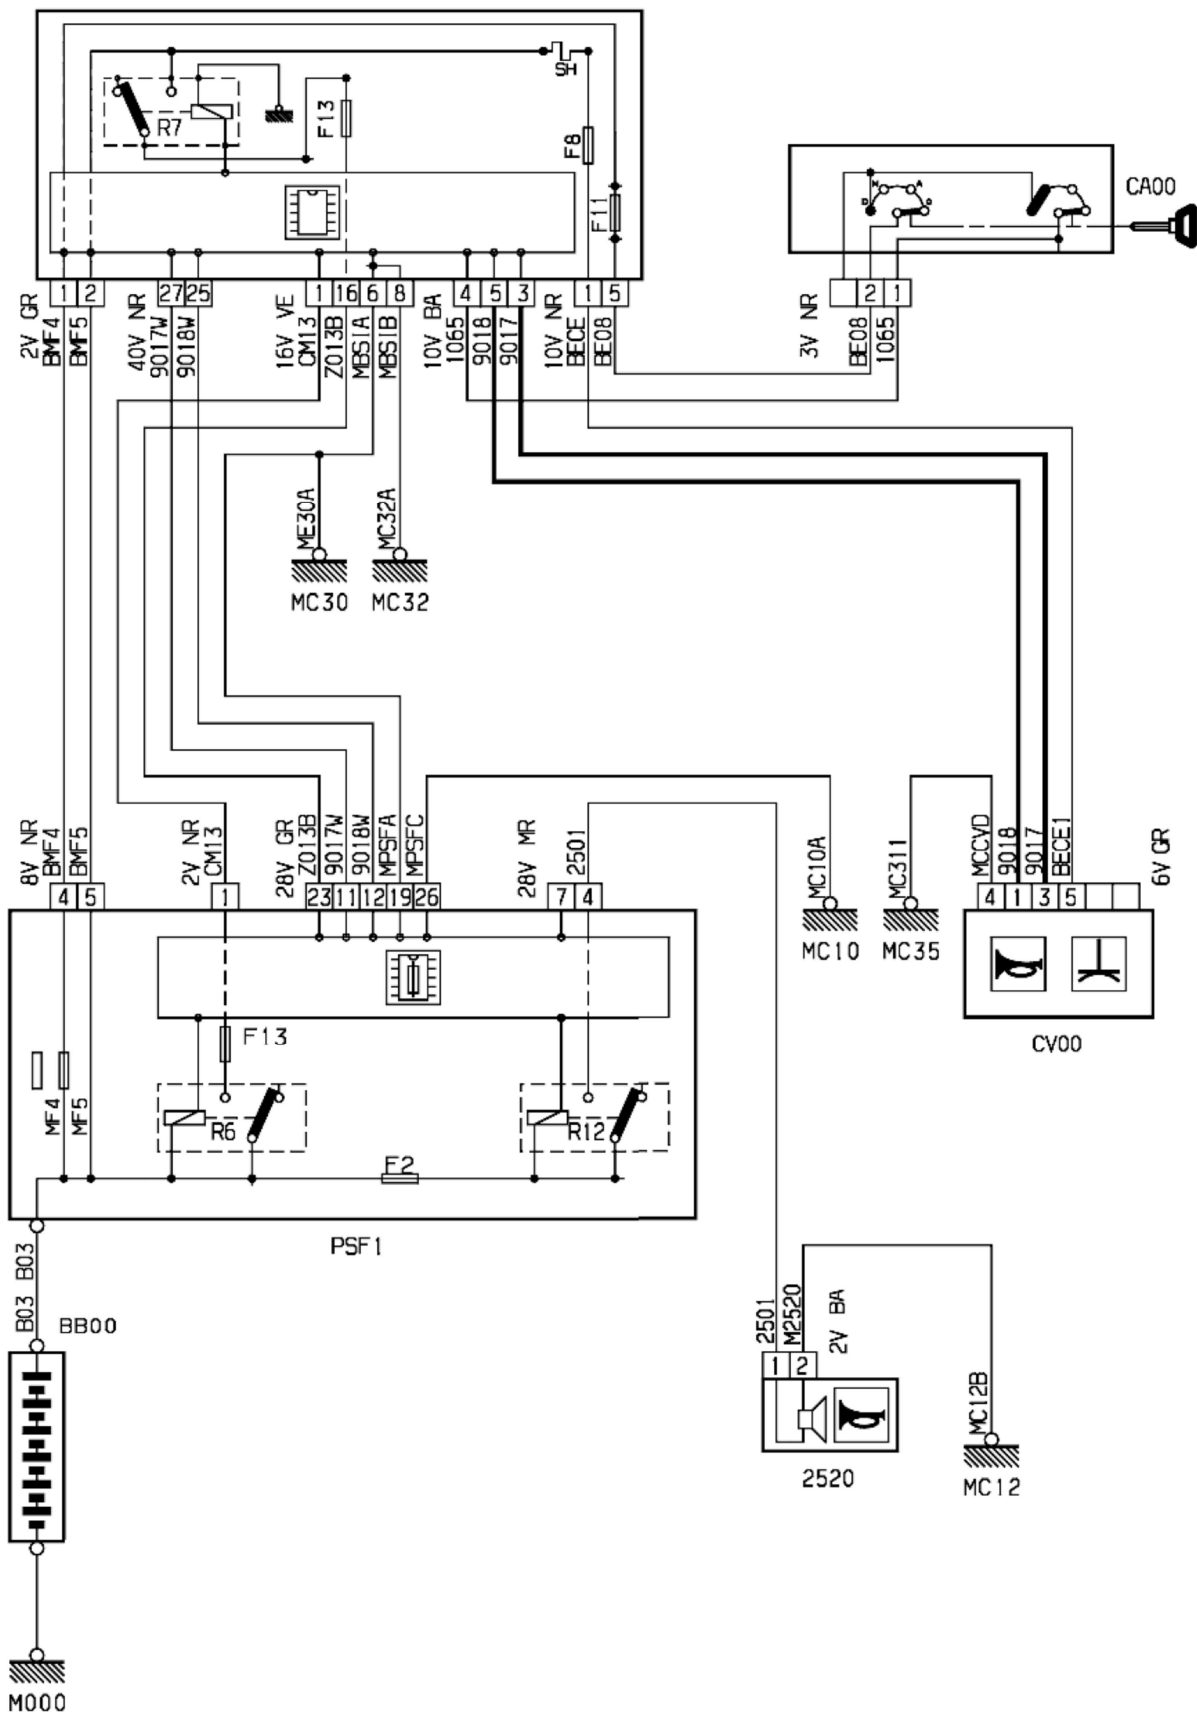 SH
R7
F13
F8
F11
N
A
D
D
CA00
1 2
27 25
1 16 6 8
4 5 3
1 5
2 1
2V GR
BMF4
BMF5
40V NR
9017W
9018W
16V VE
CM13
Z013B
MBSIA
MBSIB
10V BA
1065
9018
9017
10V NR
BECE
BE08
3V NR
BE08
1065
ME30A
MC32A
MC30
MC32
8V NR
BMF4
BMF5
2V NR
CM13
28V GR
Z013B
9017W
9018W
MPSFA
MPSFC
28V MR
2501
MC10A
MC311
MCCVD
9018
9017
BECE1
6V GR
4 5
1
23 11 12 19 26
7 4
4 1 3 5
MC10
MC35
CV00
F13
MF4
MF5
R6
R12
F2
PSF1
B03
B03
BB00
2501
M2520
2V BA
1 2
MC12B
2520
MC12
M000